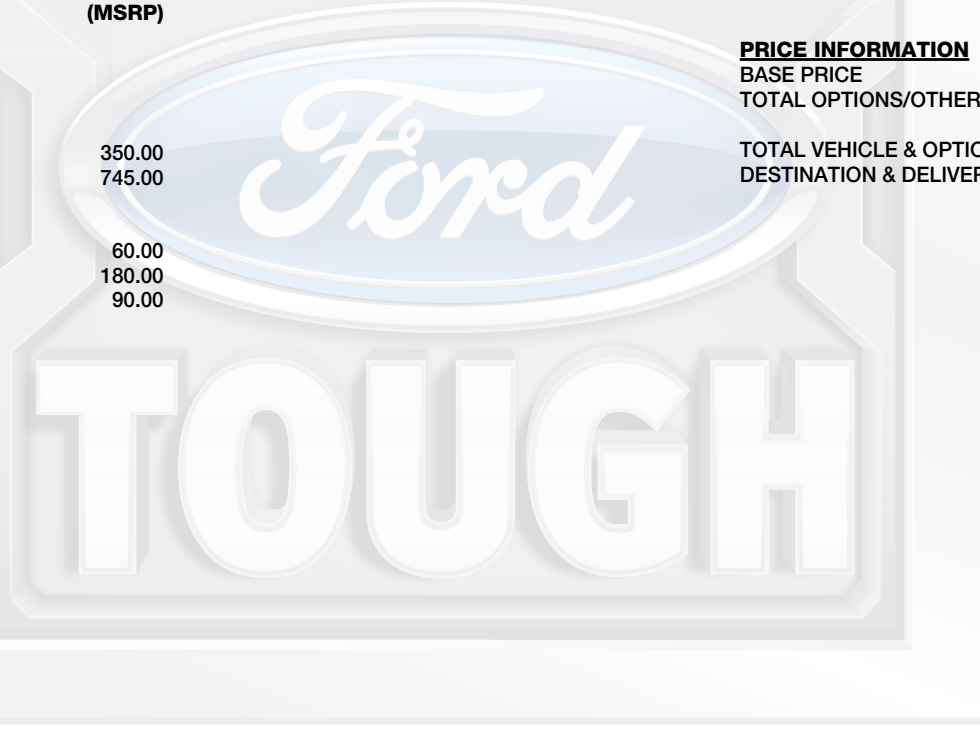 (MSRP)
350.00
745.00
60.00
180.00
90.00
PRICE INFORMATION
BASE PRICE
TOTAL OPTIONS/OTHER
TOTAL VEHICLE & OPTIO
DESTINATION & DELIVER
Ford
TOUGH